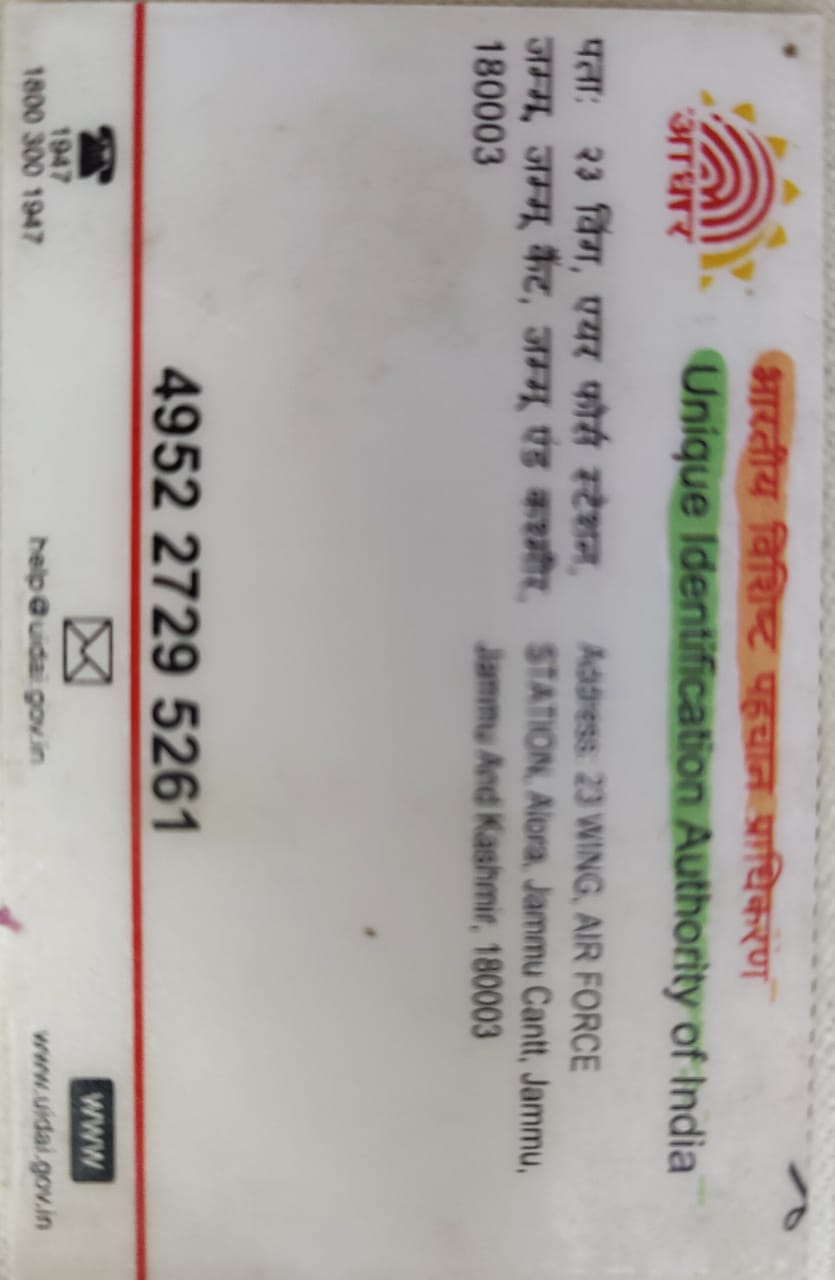 भारतीय विशिष्ट पहचान प्राधिकरण
Unique Identification Authority of India
आधार
पता: २३ विंग, एयर फोर्स स्टेशन,
जम्मू, जम्मू कैंट, जम्मू एंड कश्मीर,
180003
Address: 23 WING, AIR FORCE
STATION, Alora, Jammu Cantt, Jammu,
Jammu And Kashmir, 180003
4952 2729 5261
1947
1800 300 1947
help@uidai.gov.in
www
www.uidai.gov.in